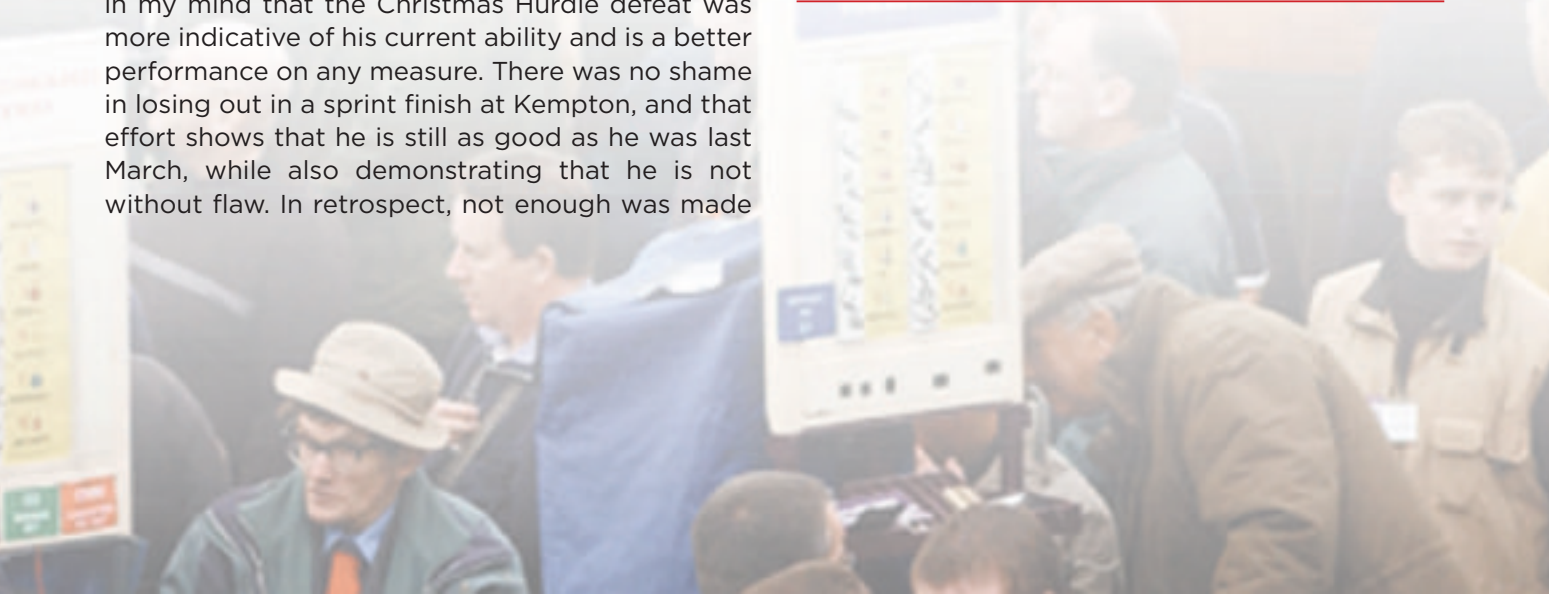 in my mind that the Christmas Hurdle defeat was
more indicative of his current ability and is a better
performance on any measure. There was no shame
in losing out in a sprint finish at Kempton, and that
effort shows that he is still as good as he was last
March, while also demonstrating that he is not
without flaw. In retrospect, not enough was made